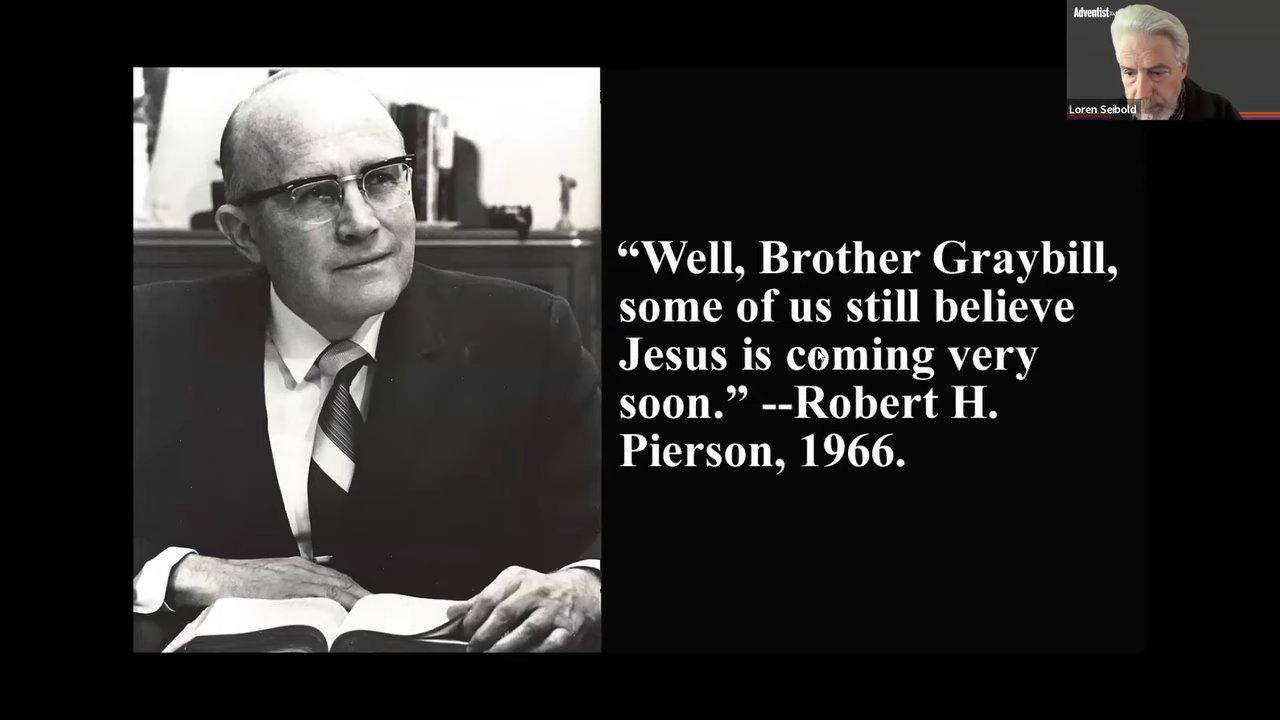 Adventist
Loren Seibold
“Well, Brother Graybill,
some of us still believe
Jesus is coming very
soon.” --Robert H.
Pierson, 1966.